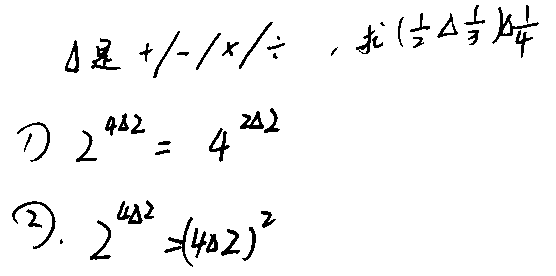 Δ是 +/-/×/÷ , 求(1/2 Δ 1/3)Δ1/4
1) 2^{4Δ2} = 4^{2Δ2}
②. 2^{4Δ2} =(4Δ2)^2